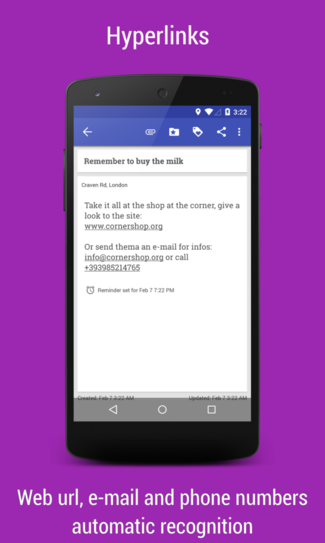 Hyperlinks
3:22
Remember to buy the milk
Craven Rd, London
Take it all at the shop at the corner, give a
look to the site:
www.cornershop.org
Or send thema an e-mail for infos:
info@cornershop.org or call
+393985214765
Reminder set for Feb 7 7:22 PM
Created: Feb 7 3:22 AM Updated: Feb 7 3:22 AM
Web url, e-mail and phone numbers
automatic recognition